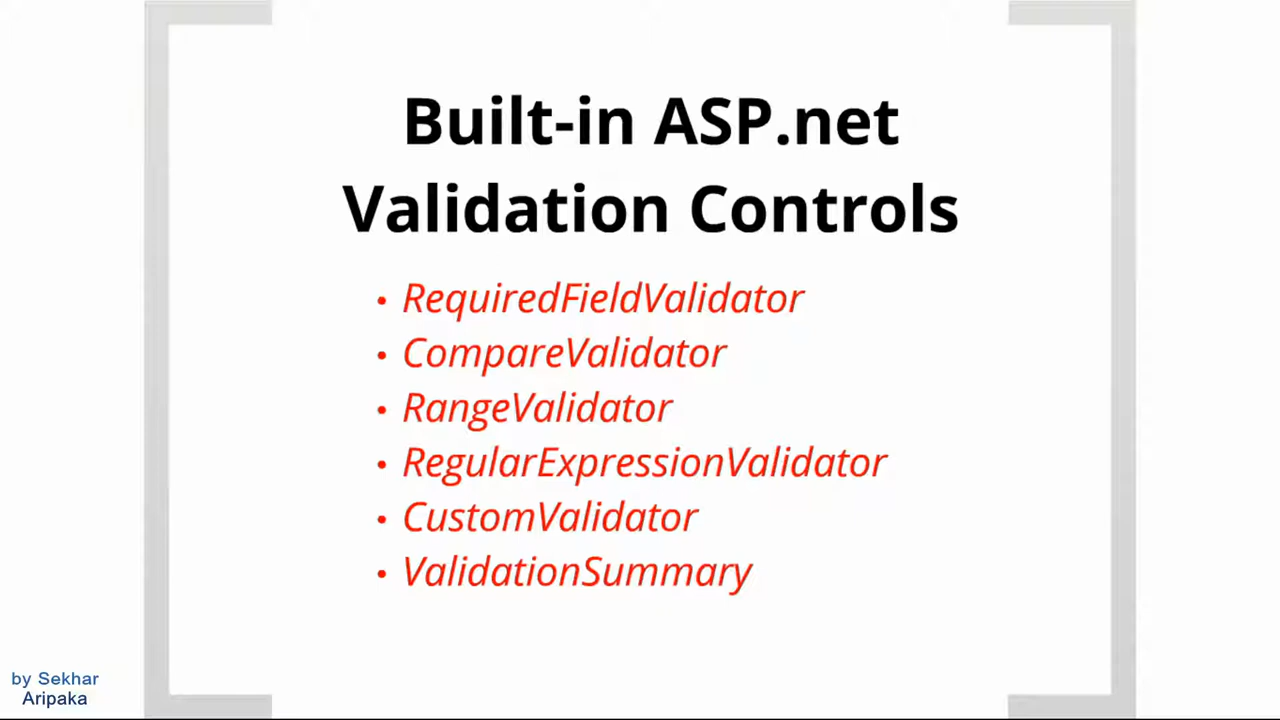 Built-in ASP.net
Validation Controls
• RequiredFieldValidator
• CompareValidator
• RangeValidator
• RegularExpressionValidator
• CustomValidator
• ValidationSummary
by Sekhar
Aripaka